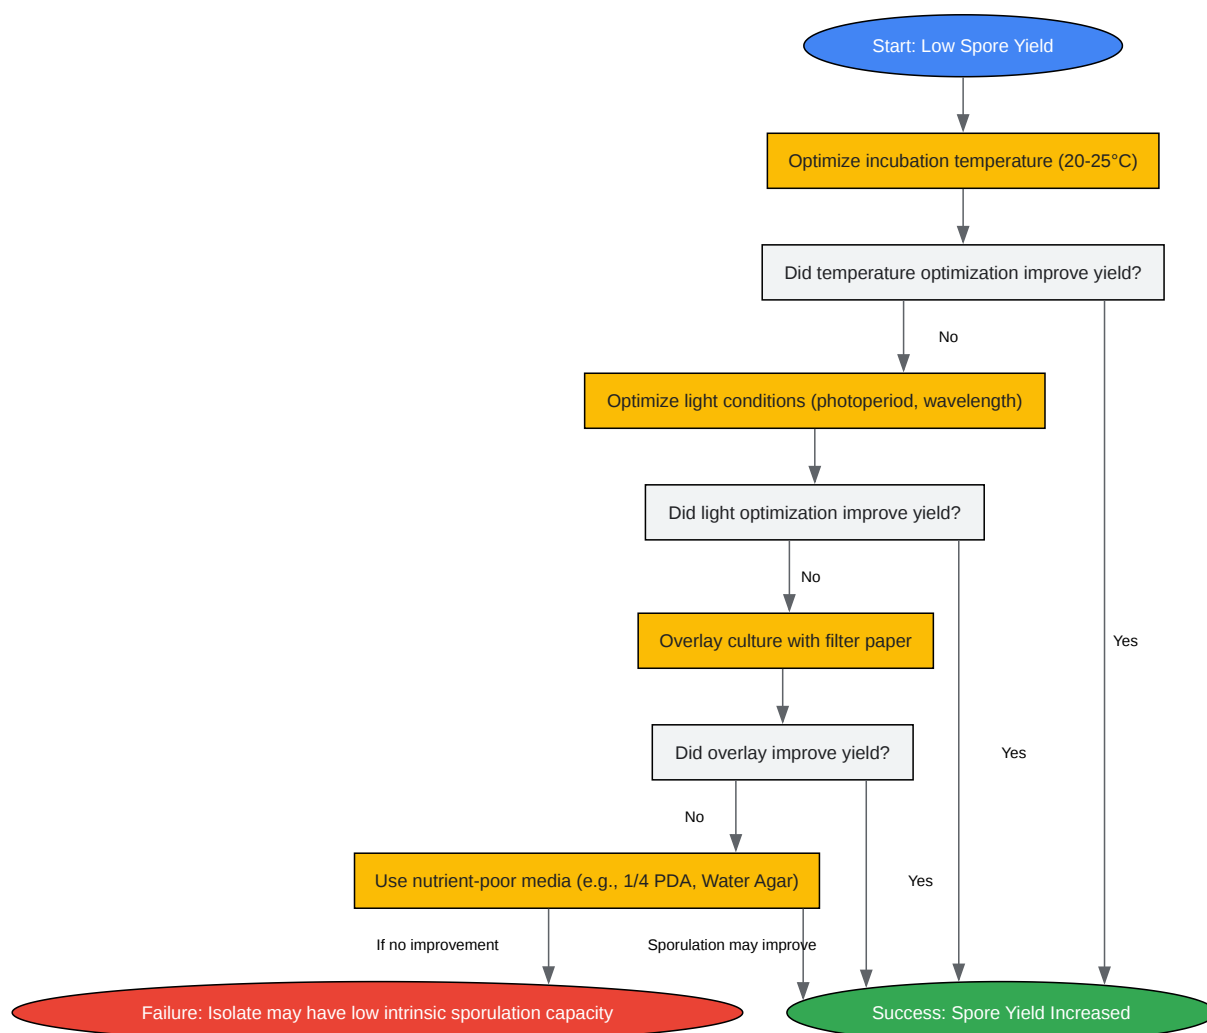 Start: Low Spore Yield
Optimize incubation temperature (20-25°C)
Did temperature optimization improve yield?
No
Optimize light conditions (photoperiod, wavelength)
Did light optimization improve yield?
No
Overlay culture with filter paper
Yes
Did overlay improve yield?
Yes
No
Use nutrient-poor media (e.g., 1/4 PDA, Water Agar)
Yes
If no improvement
Sporulation may improve
Failure: Isolate may have low intrinsic sporulation capacity
Success: Spore Yield Increased